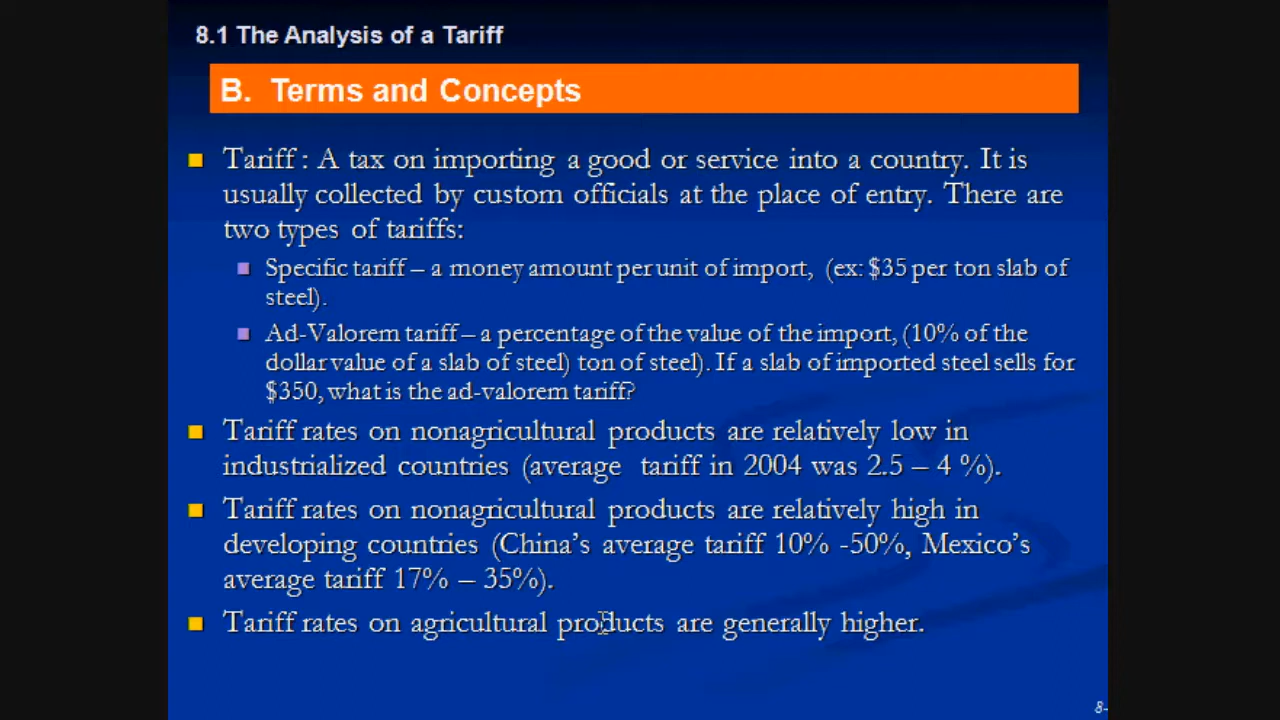 8.1 The Analysis of a Tariff
B. Terms and Concepts
Tariff : A tax on importing a good or service into a country. It is
usually collected by custom officials at the place of entry. There are
two types of tariffs:
Specific tariff – a money amount per unit of import, (ex: $35 per ton slab of
steel).
Ad-Valorem tariff – a percentage of the value of the import, (10% of the
dollar value of a slab of steel) ton of steel). If a slab of imported steel sells for
$350, what is the ad-valorem tariff?
Tariff rates on nonagricultural products are relatively low in
industrialized countries (average tariff in 2004 was 2.5 – 4 %).
Tariff rates on nonagricultural products are relatively high in
developing countries (China's average tariff 10% -50%, Mexico's
average tariff 17% – 35%).
Tariff rates on agricultural products are generally higher.
8-